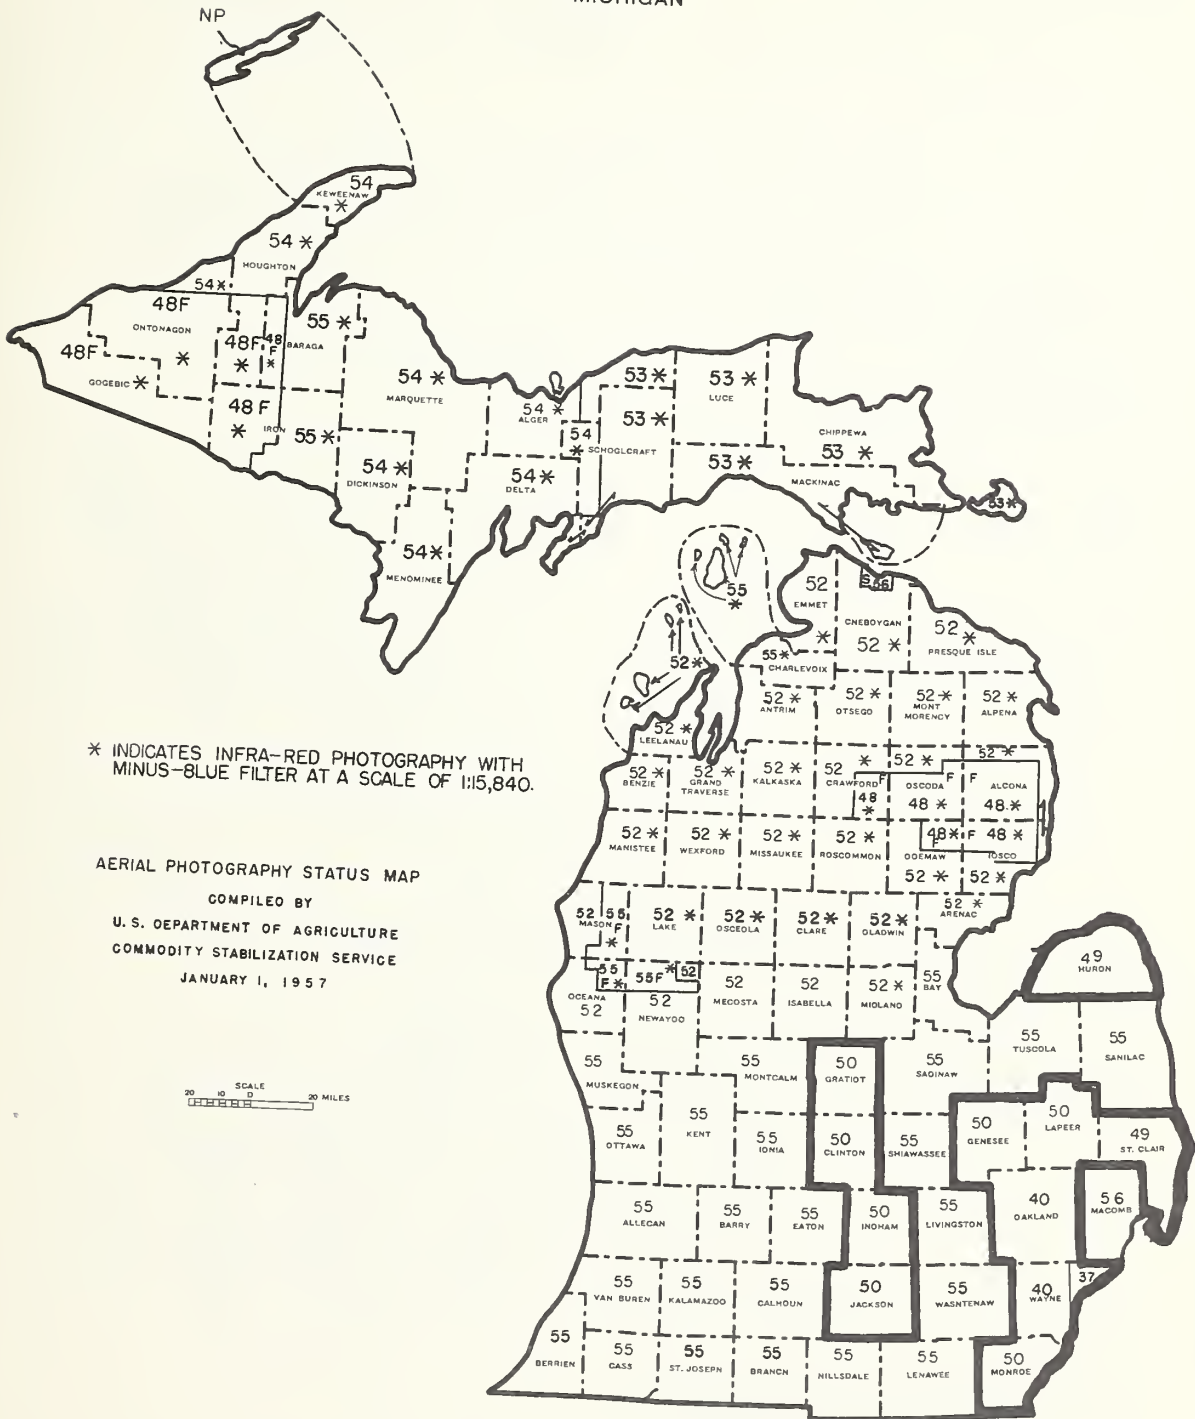 MICHIGAN
NP
54
KEWEENAW
*
54 *
HOUGHTON
54 *
48F
ONTONAGON
*
48F
*
48
F
*
55 *
BARAGA
48F
GOGEBIC *
48 F
IRON
*
55 *
54 *
MARQUETTE
54 *
DICKINSON
54 *
MENOMINEE
54 *
ALGER
54
*
54 *
DELTA
53 *
53 *
SCHOGLCRAFT
53 *
LUCE
53 *
CHIPPEWA
53 *
MACKINAC
53 *
55
*
52 *
52
EMMET
*
S 56
CNEBOYGAN
52 *
52 *
PRESQUE ISLE
55 *
CHARLEVOIX
52 *
ANTRIM
52 *
OTSEGO
52 *
MONT
MORENCY
52 *
ALPENA
52 *
LEELANAU
52 *
BENZIE
52 *
GRAND
TRAVERSE
52 *
KALKASKA
52 *
CRAWFORD
F
48
*
52 *
F
OSCODA
48 *
52 *
F
ALCONA
48 *
52 *
MANISTEE
52 *
WEXFORD
52 *
MISSAUKEE
52 *
ROSCOMMON
48 *
F
OGEMAW
52 *
F
48 *
IOSCO
52 *
52 *
ARENAC
52
MASON
55
F
*
52 *
LAKE
52 *
OSCEOLA
52 *
CLARE
52 *
GLADWIN
55
BAY
49
HURON
55
F *
OCEANA
52
55F *
52
52
NEWAYGO
52
MECOSTA
52
ISABELLA
52 *
MIDLAND
55
MUSKEGON
55
MONTCALM
50
GRATIOT
55
SAGINAW
55
TUSCOLA
55
SANILAC
55
OTTAWA
55
KENT
55
IONIA
50
CLINTON
55
SHIAWASSEE
50
GENESEE
50
LAPEER
49
ST. CLAIR
55
ALLEGAN
55
BARRY
55
EATON
50
INGHAM
55
LIVINGSTON
40
OAKLAND
56
MACOMB
55
VAN BUREN
55
KALAMAZOO
55
CALHOUN
50
JACKSON
55
WASNTENAW
40
WAYNE
37
55
BERRIEN
55
CASS
55
ST. JOSEPH
55
BRANCN
55
NILLSDALE
55
LENAWEE
50
MONROE
* INDICATES INFRA-RED PHOTOGRAPHY WITH
MINUS-BLUE FILTER AT A SCALE OF 1:15,840.
AERIAL PHOTOGRAPHY STATUS MAP
COMPILED BY
U. S. DEPARTMENT OF AGRICULTURE
COMMODITY STABILIZATION SERVICE
JANUARY 1, 1957
SCALE
20 10 0 20 MILES